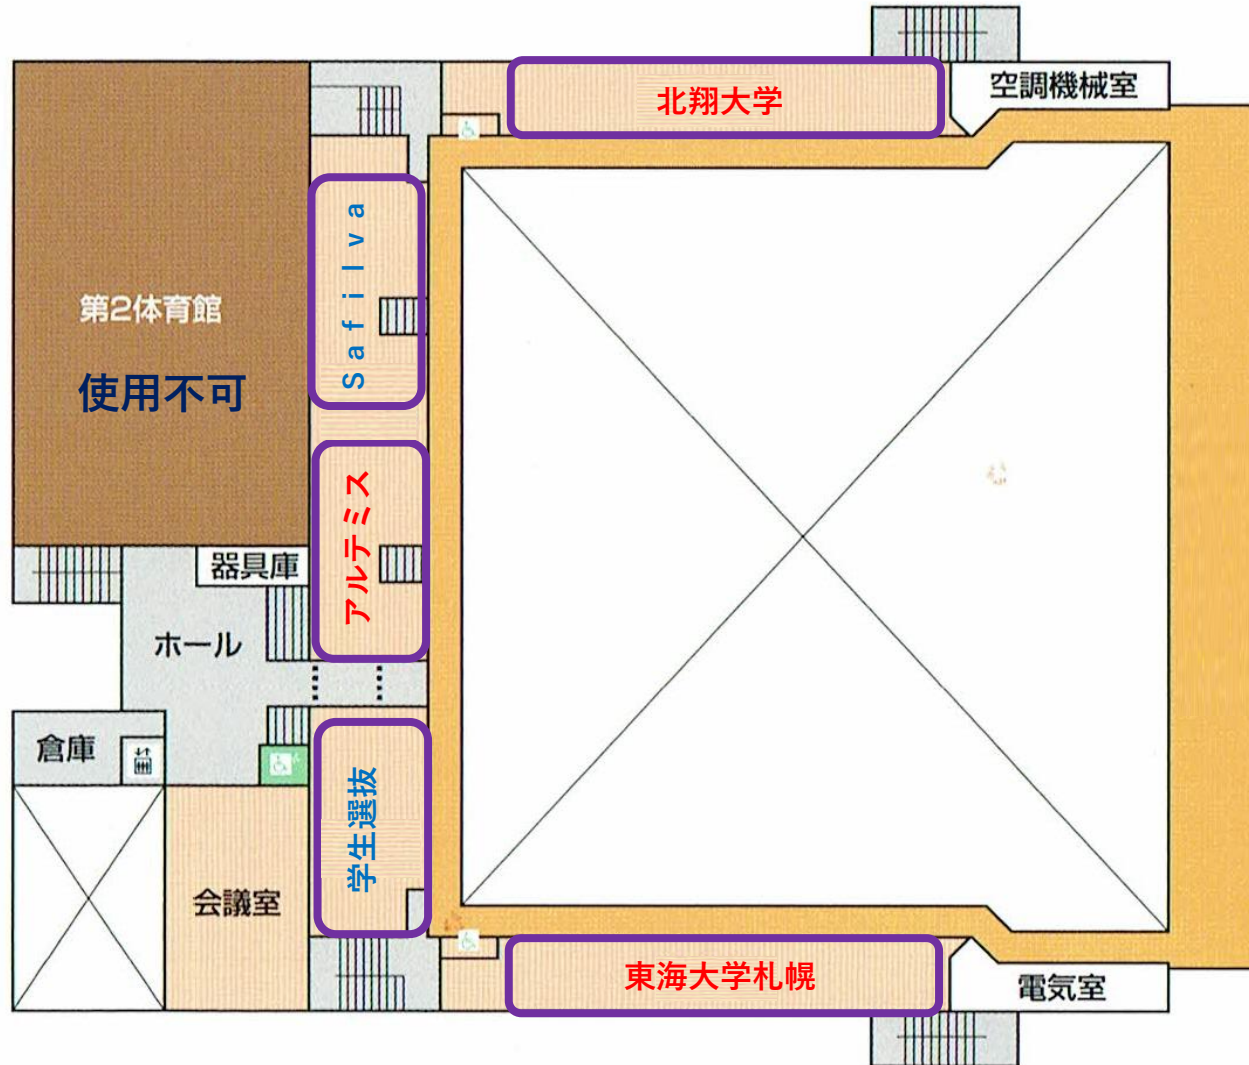 北翔大学
空調機械室
Safilva
第2体育館
使用不可
アルテミス
器具庫
ホール
倉庫
学生選抜
会議室
東海大学札幌
電気室